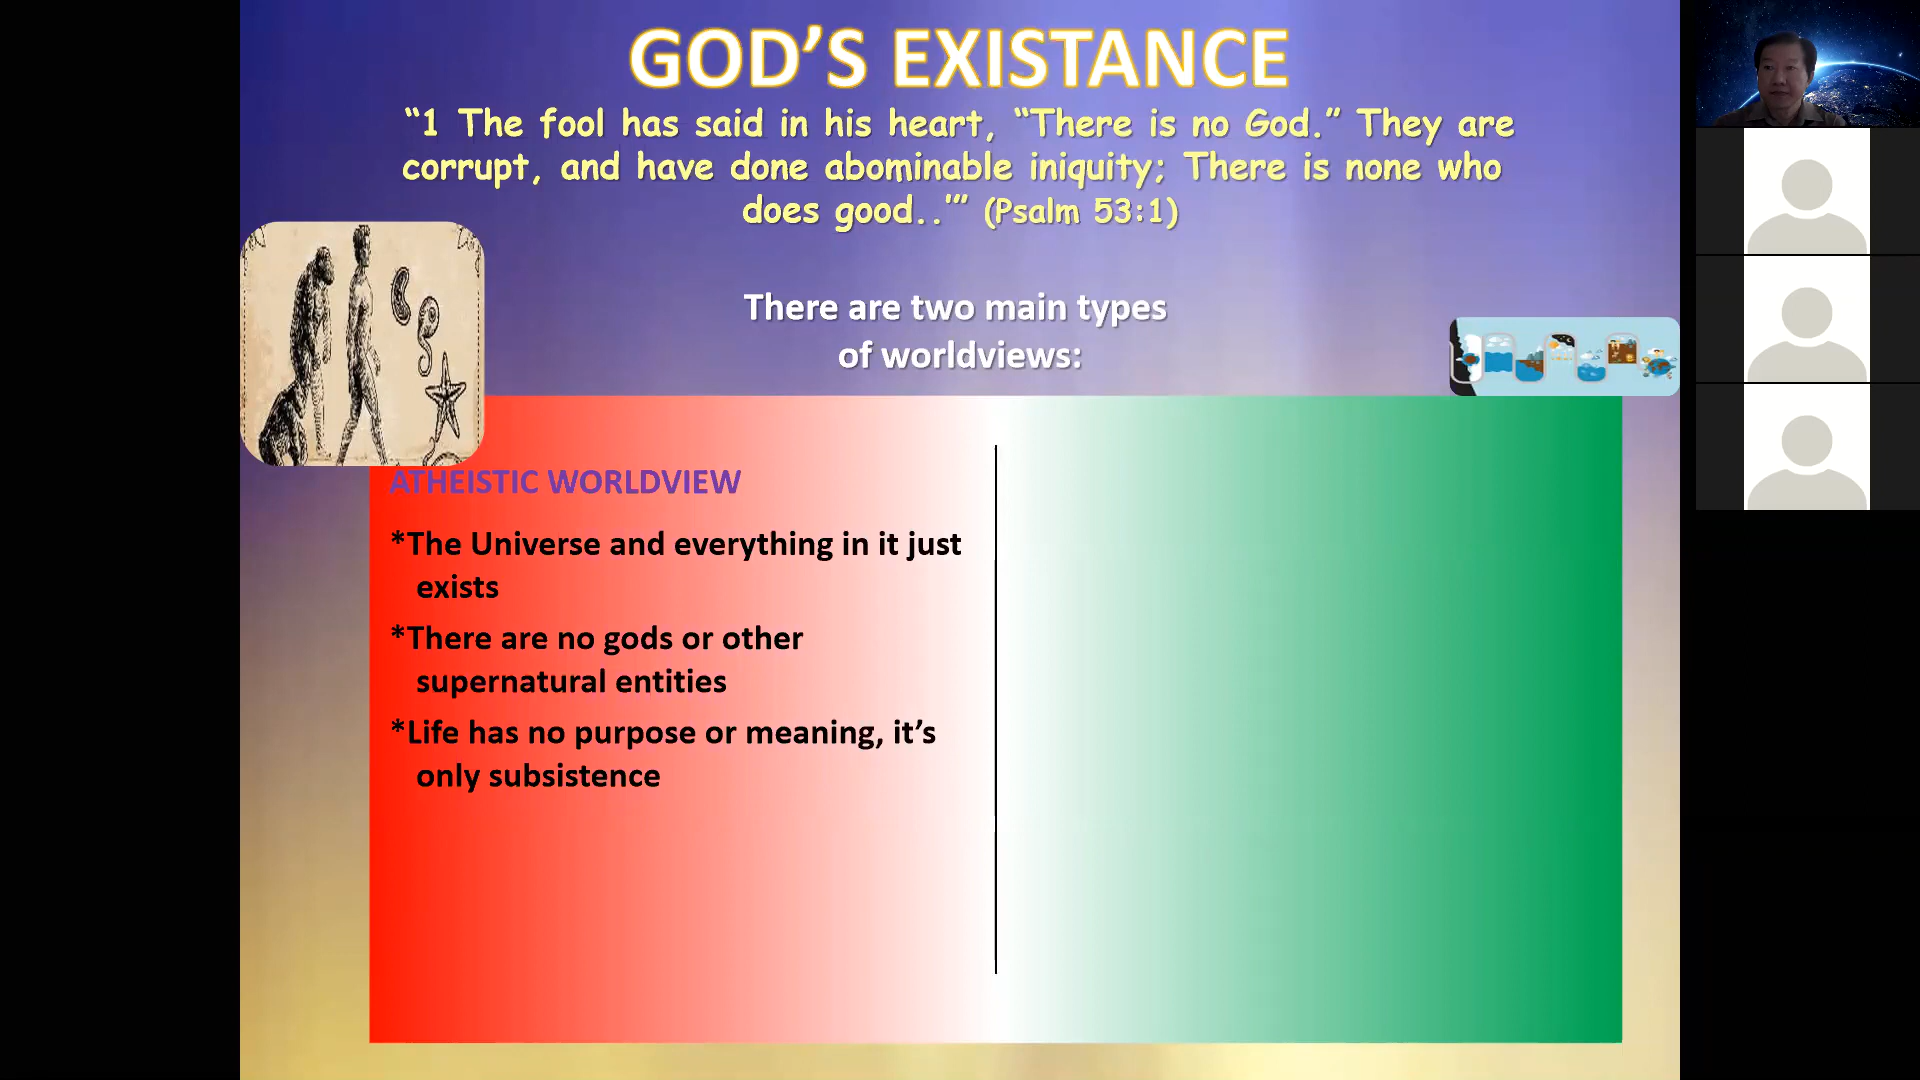 GOD’S EXISTANCE
“1 The fool has said in his heart, “There is no God.” They are
corrupt, and have done abominable iniquity; There is none who
does good..'” (Psalm 53:1)
There are two main types
of worldviews:
ATHEISTIC WORLDVIEW
*The Universe and everything in it just
exists
*There are no gods or other
supernatural entities
*Life has no purpose or meaning, it’s
only subsistence